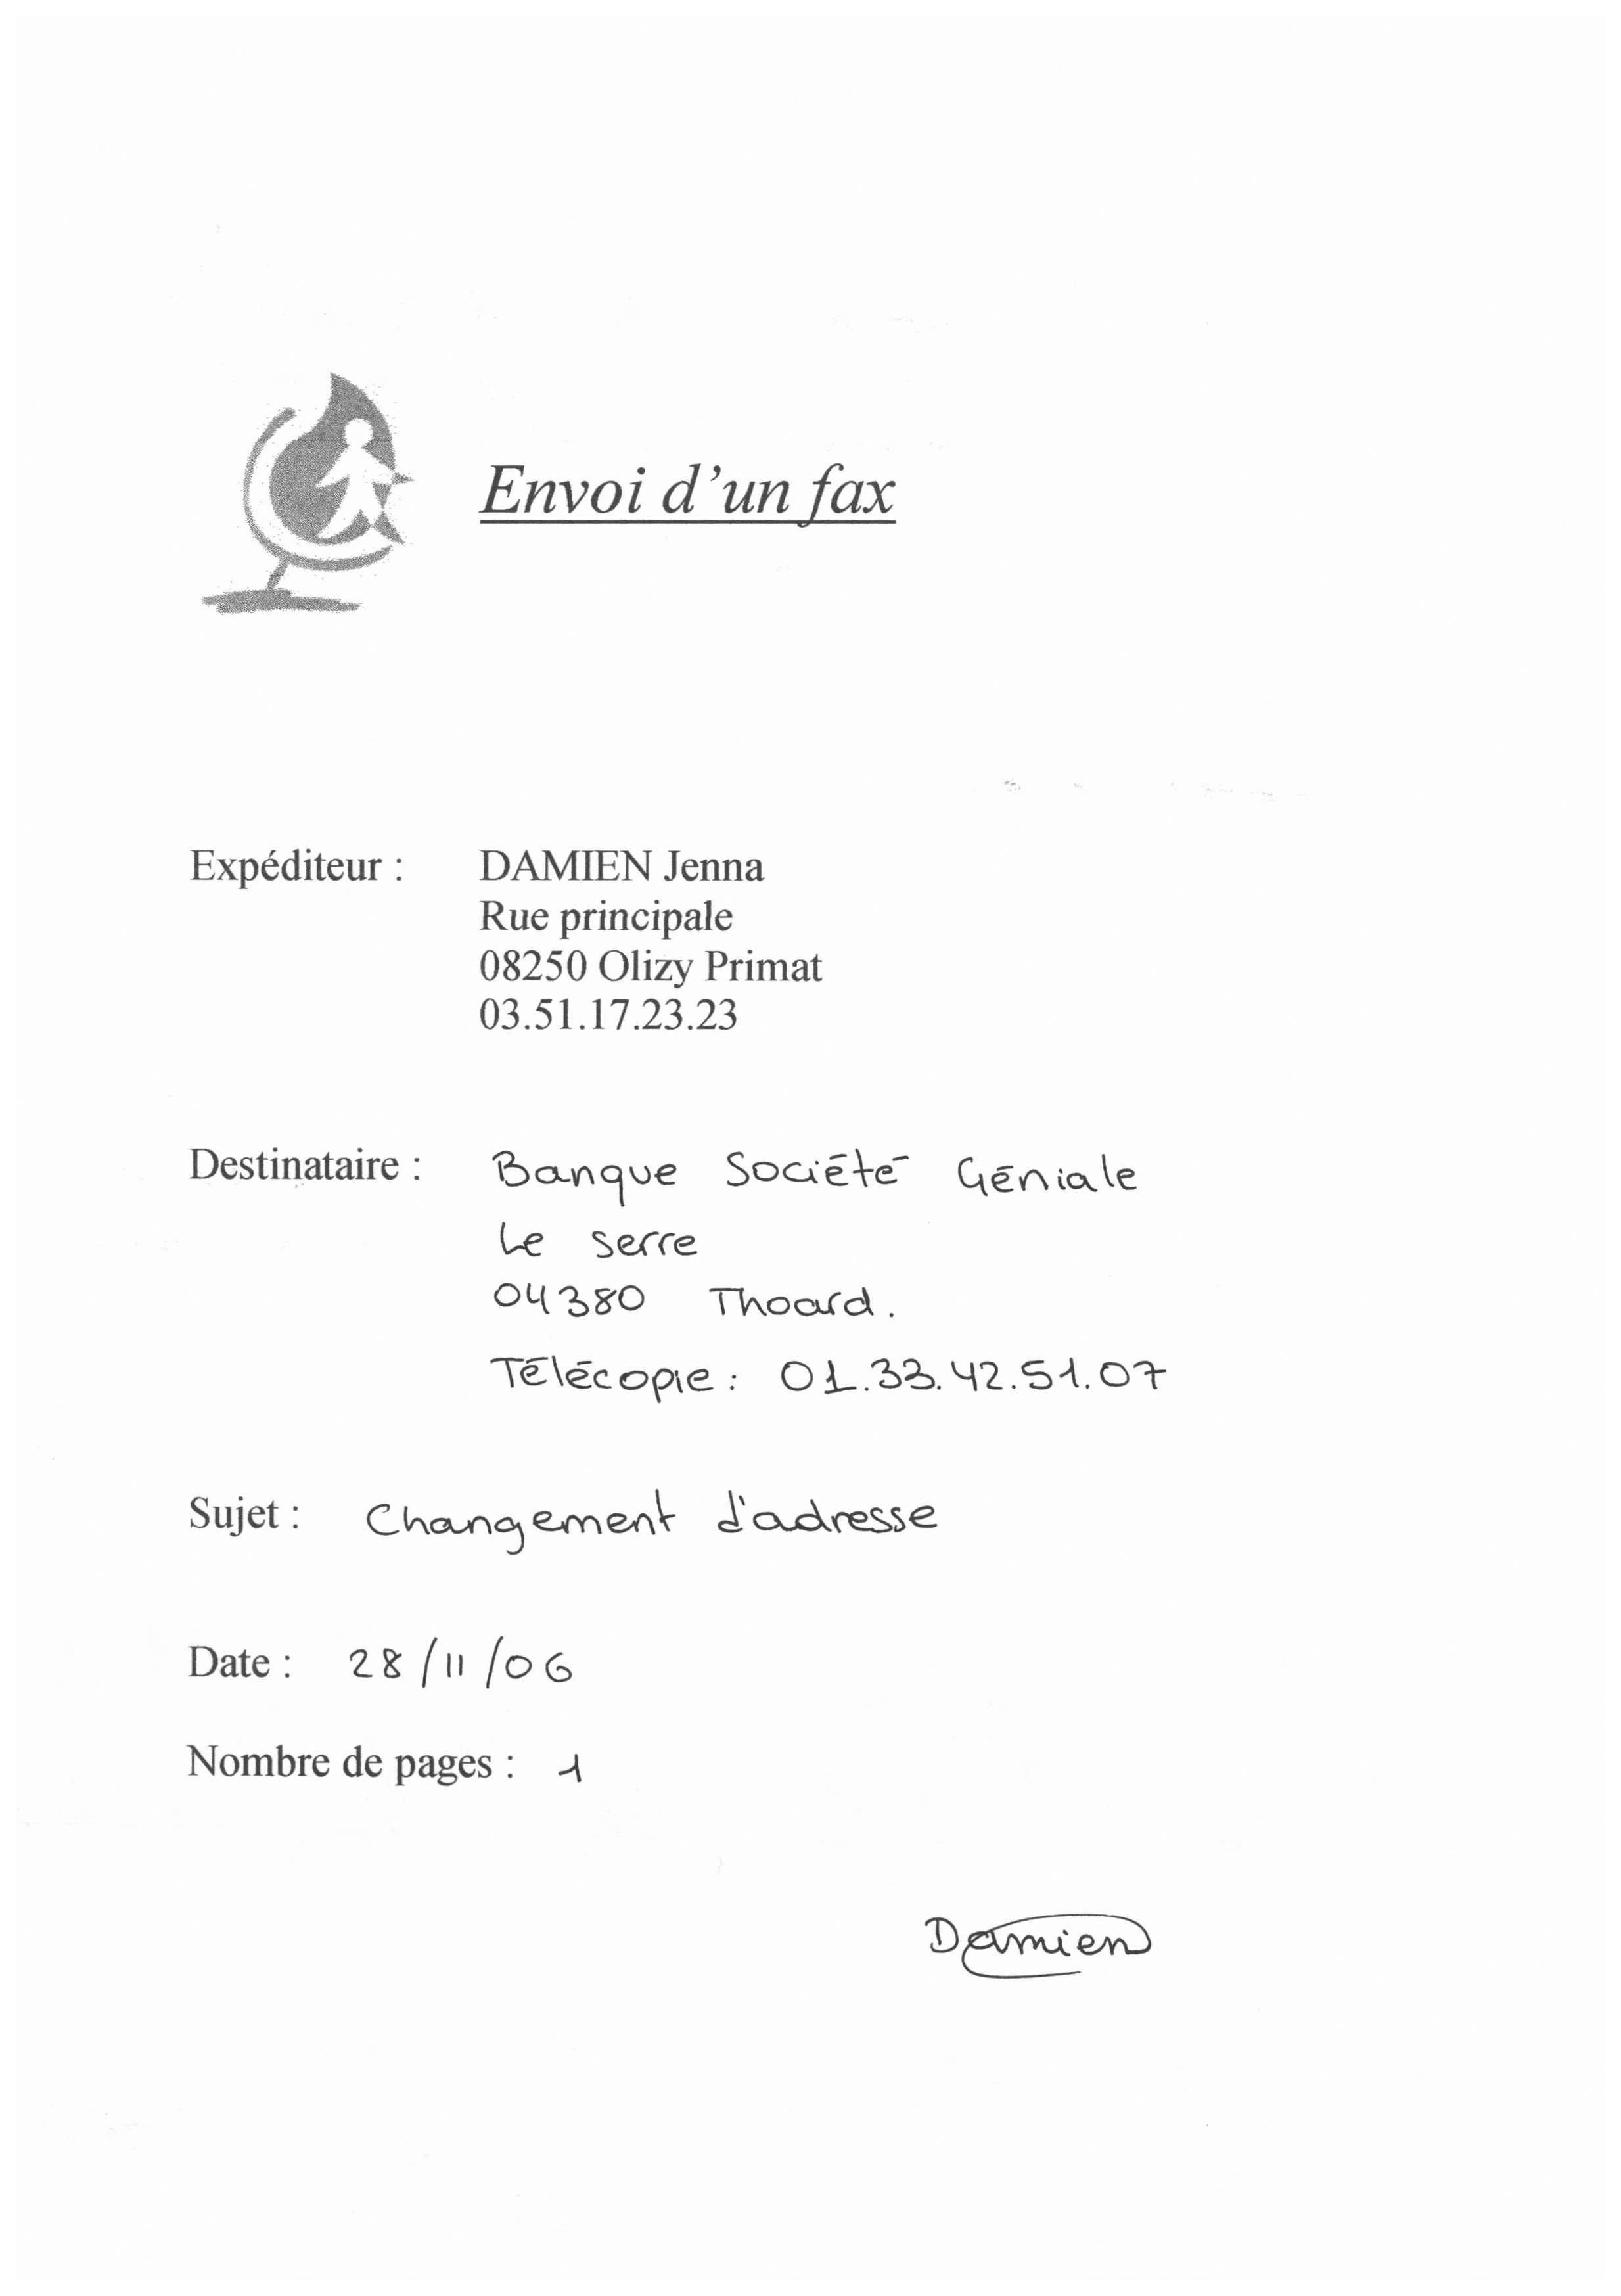 Envoi d'un fax
Expéditeur : DAMIEN Jenna
Rue principale
08250 Olizy Primat
03.51.17.23.23
Destinataire : Banque Société Géniale
Le serre
04380 Thoard.
Télécopie : 01.33.42.51.07
Sujet : Changement d'adresse
Date : 28/11/06
Nombre de pages : 1
Damien